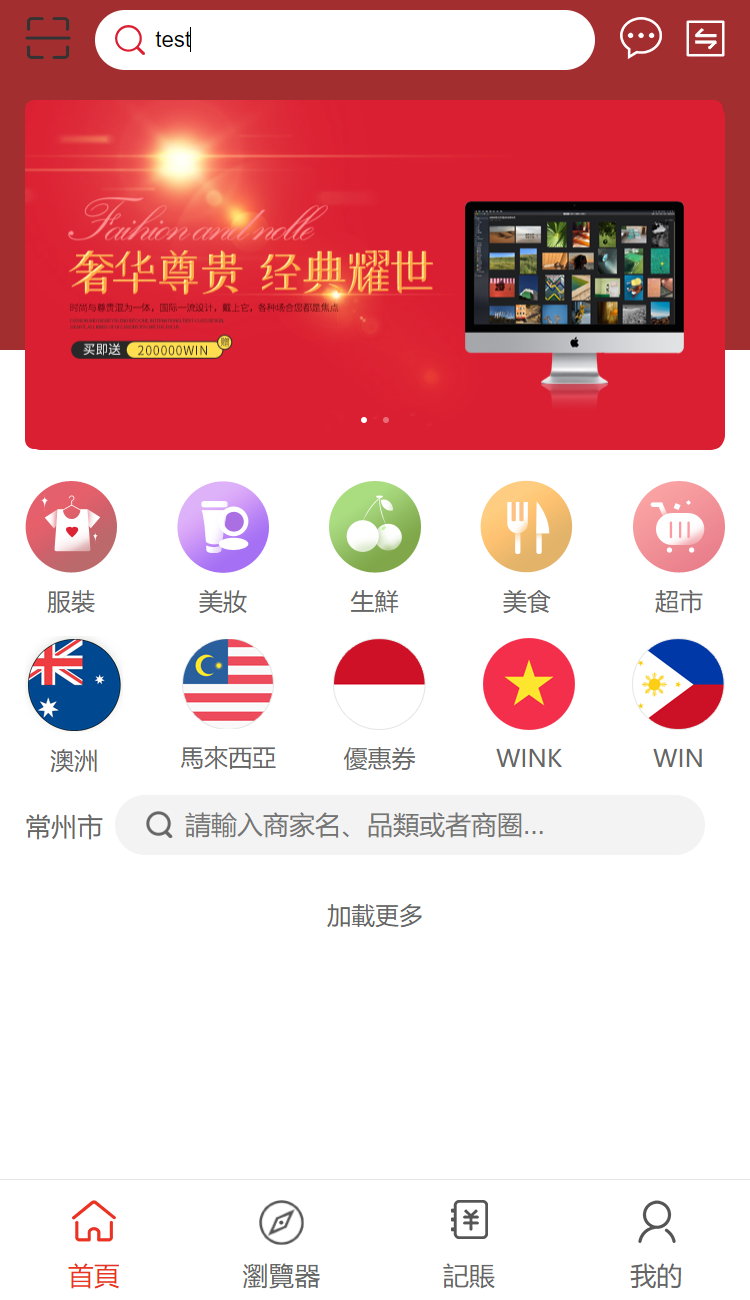 test
Faihion and nolle
奢华尊贵 经典耀世
时尚与尊贵混为一体，国际一流设计，戴上它，各种场合您都是焦点
买即送 200000WIN 赠
服裝 美妝 生鮮 美食 超市
澳洲 馬來西亞 優惠券 WINK WIN
常州市 請輸入商家名、品類或者商圈...
加載更多
首頁 瀏覽器 記賬 我的